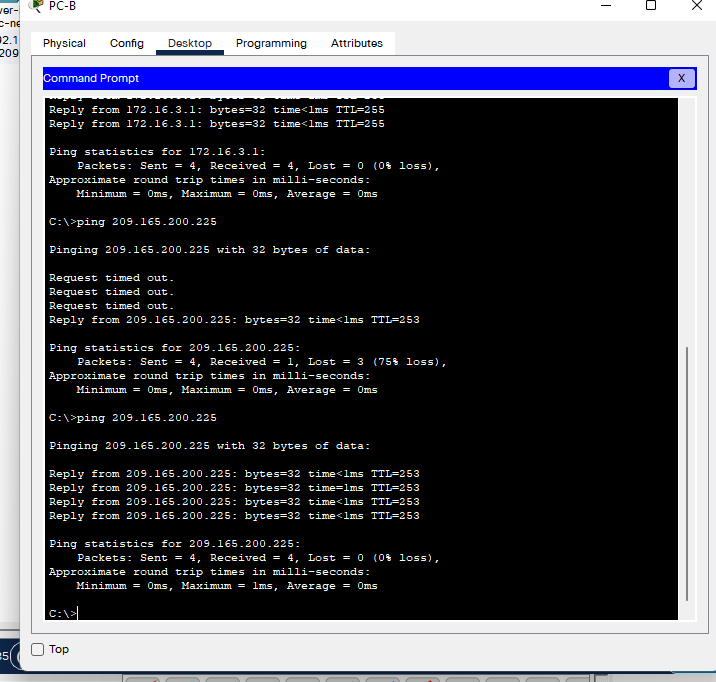 ver-
PC-B
c-ne
92.1
209
Physical Config Desktop Programming Attributes
Command Prompt X
Reply from 172.16.3.1: bytes=32 time<1ms TTL=255
Reply from 172.16.3.1: bytes=32 time<1ms TTL=255
Ping statistics for 172.16.3.1:
Packets: Sent = 4, Received = 4, Lost = 0 (0% loss),
Approximate round trip times in milli-seconds:
Minimum = 0ms, Maximum = 0ms, Average = 0ms
C:\>ping 209.165.200.225
Pinging 209.165.200.225 with 32 bytes of data:
Request timed out.
Request timed out.
Request timed out.
Reply from 209.165.200.225: bytes=32 time<1ms TTL=253
Ping statistics for 209.165.200.225:
Packets: Sent = 4, Received = 1, Lost = 3 (75% loss),
Approximate round trip times in milli-seconds:
Minimum = 0ms, Maximum = 0ms, Average = 0ms
C:\>ping 209.165.200.225
Pinging 209.165.200.225 with 32 bytes of data:
Reply from 209.165.200.225: bytes=32 time<1ms TTL=253
Reply from 209.165.200.225: bytes=32 time=1ms TTL=253
Reply from 209.165.200.225: bytes=32 time<1ms TTL=253
Reply from 209.165.200.225: bytes=32 time<1ms TTL=253
Ping statistics for 209.165.200.225:
Packets: Sent = 4, Received = 4, Lost = 0 (0% loss),
Approximate round trip times in milli-seconds:
Minimum = 0ms, Maximum = 1ms, Average = 0ms
C:\>
Top